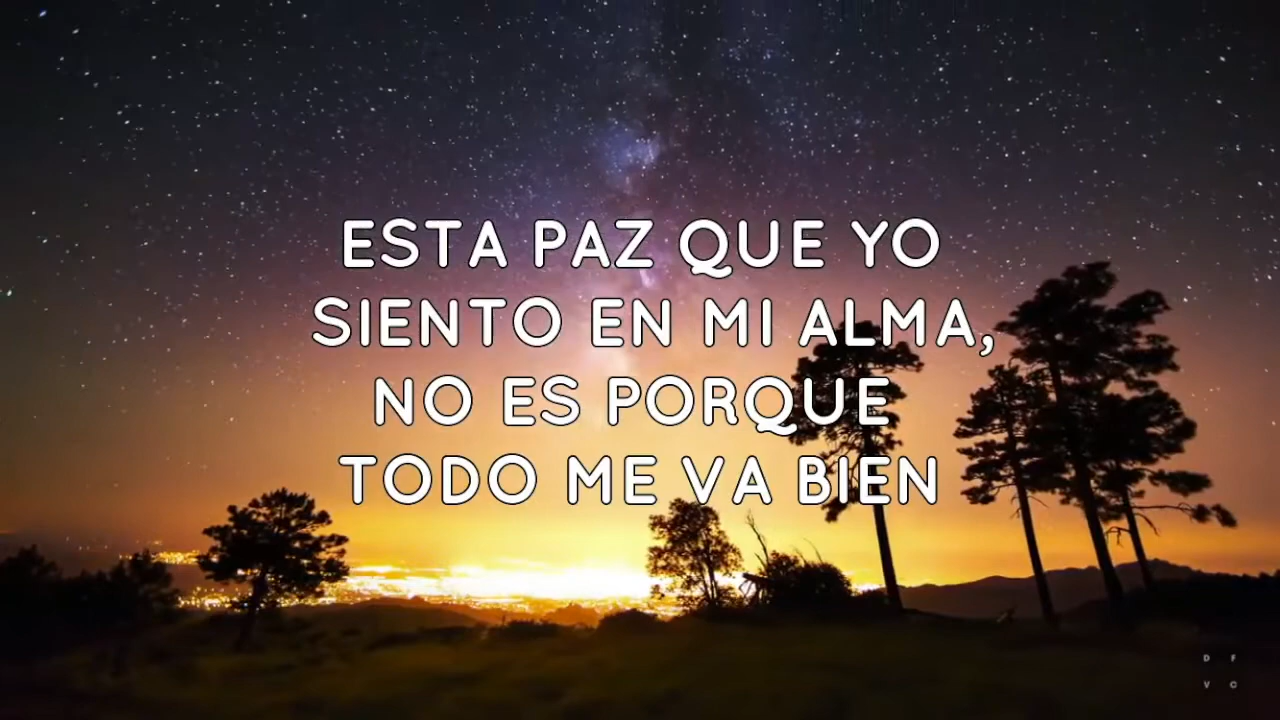 ESTA PAZ QUE YO
SIENTO EN MI ALMA,
NO ES PORQUE
TODO ME VA BIEN
D F
V C